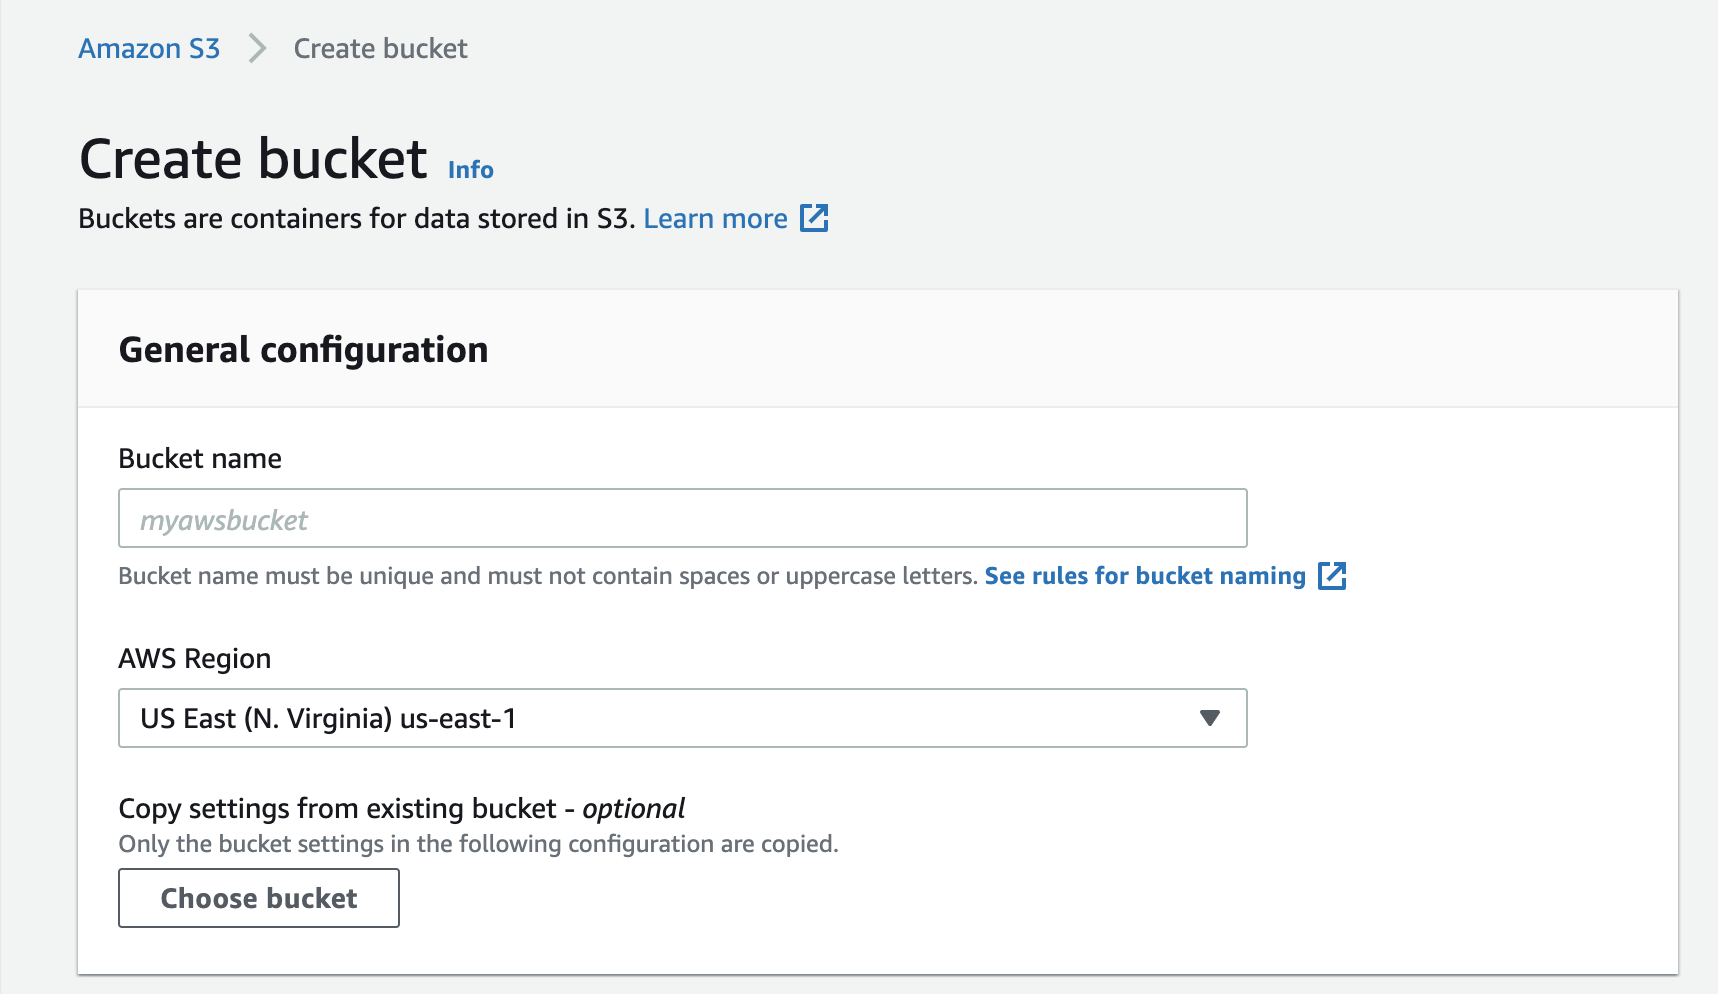 Amazon S3 Create bucket
Create bucket Info
Buckets are containers for data stored in S3. Learn more
General configuration
Bucket name
myawsbucket
Bucket name must be unique and must not contain spaces or uppercase letters. See rules for bucket naming
AWS Region
US East (N. Virginia) us-east-1
Copy settings from existing bucket - optional
Only the bucket settings in the following configuration are copied.
Choose bucket